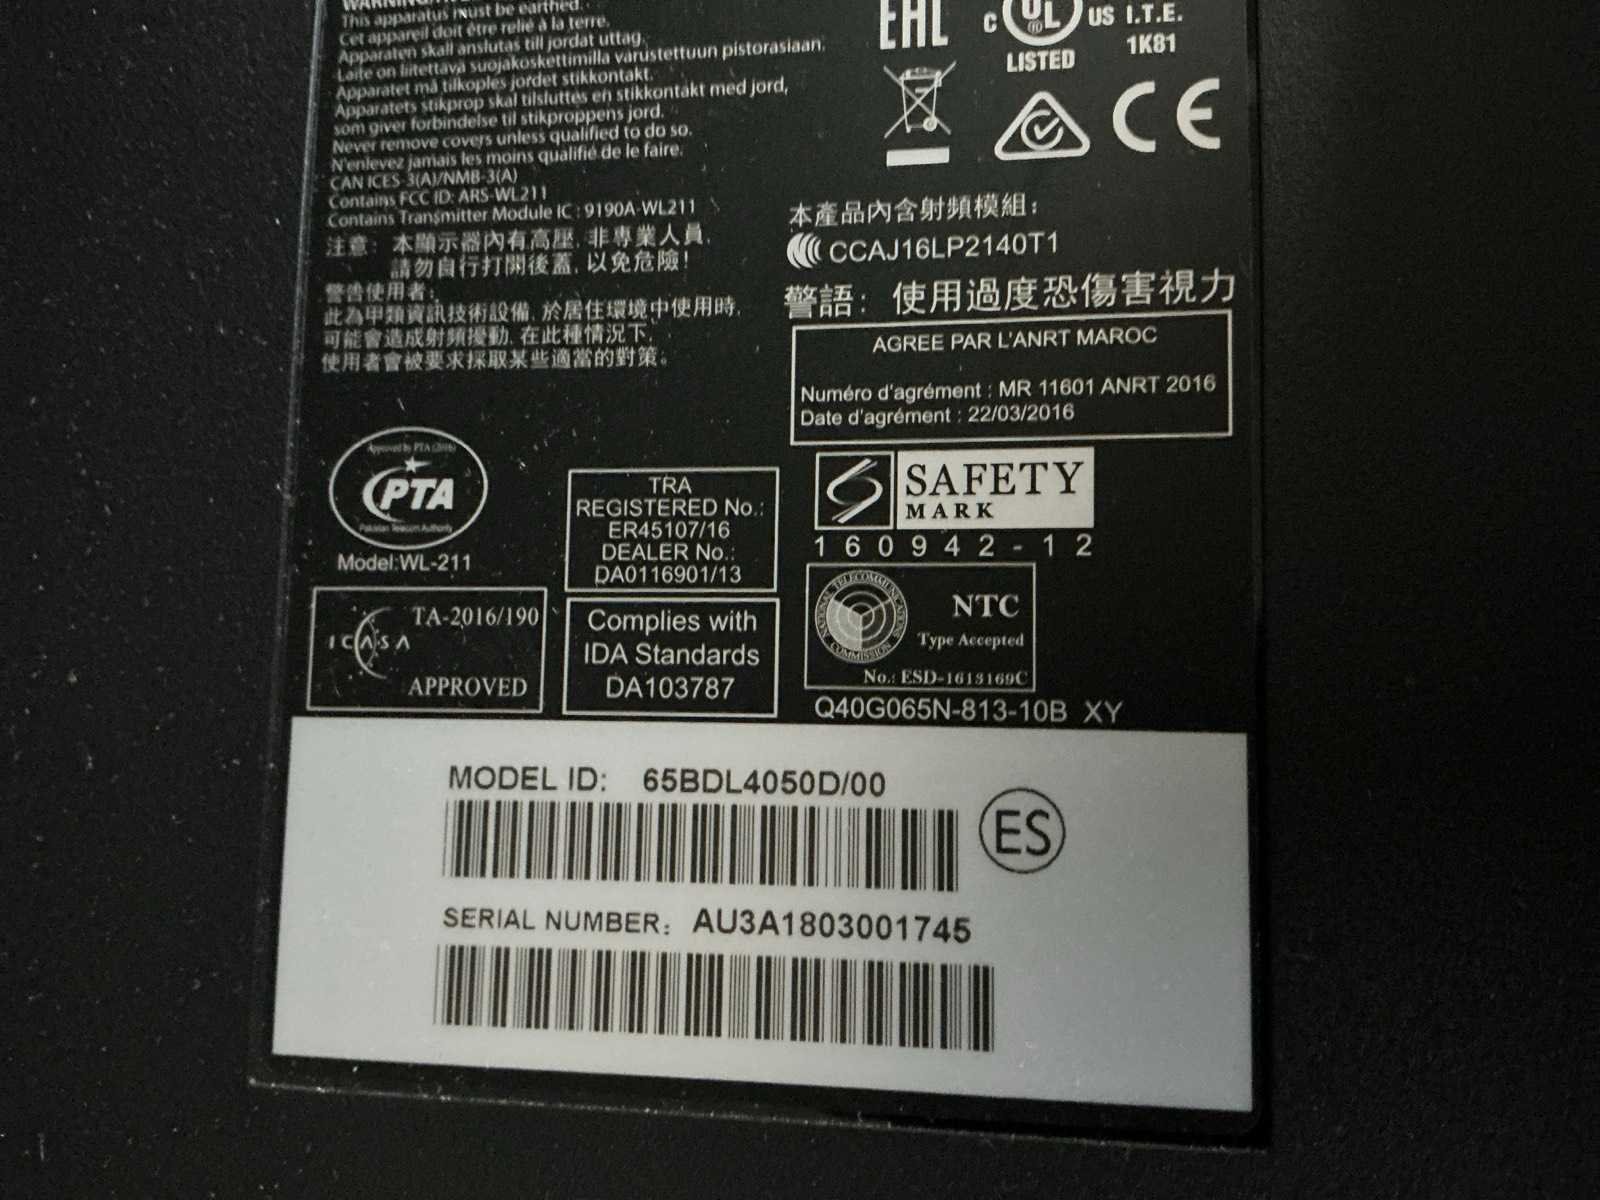 This apparatus must be earthed.
Cet appareil doit être relié à la terre.
Apparaten skall anslutas till jordat uttag.
Laite on liitettävä suojakoskettimilla varustettuun pistorasiaan.
Apparatet må tilkoples jordet stikkontakt.
Apparatets stikprop skal tilsluttes en stikkontakt med jord,
som giver forbindelse til stikproppens jord.
Never remove covers unless qualified to do so.
N'enlevez jamais les moins qualifié de le faire.
CAN ICES-3(A)/NMB-3(A)
Contains FCC ID: ARS-WL211
Contains Transmitter Module IC : 9190A-WL211
注意: 本顯示器內有高壓, 非專業人員,
請勿自行打開後蓋, 以免危險!
警告使用者:
此為甲類資訊技術設備, 於居住環境中使用時,
可能會造成射頻擾動, 在此種情況下,
使用者會被要求採取某些適當的對策。
EAC
C UL US
LISTED
I.T.E.
1K81
CE
本產品內含射頻模組:
CCAJ16LP2140T1
警語: 使用過度恐傷害視力
AGREE PAR L'ANRT MAROC
Numéro d'agrément : MR 11601 ANRT 2016
Date d'agrément : 22/03/2016
Approved by PTA (2016)
PTA
Pakistan Telecom Authority
Model:WL-211
TRA
REGISTERED No.:
ER45107/16
DEALER No.:
DA0116901/13
SAFETY
MARK
160942-12
TA-2016/190
ICASA
APPROVED
Complies with
IDA Standards
DA103787
NATIONAL TELECOMMUNICATIONS COMMISSION
NTC
Type Accepted
No.: ESD-1613169C
Q40G065N-813-10B XY
MODEL ID: 65BDL4050D/00
ES
SERIAL NUMBER: AU3A1803001745